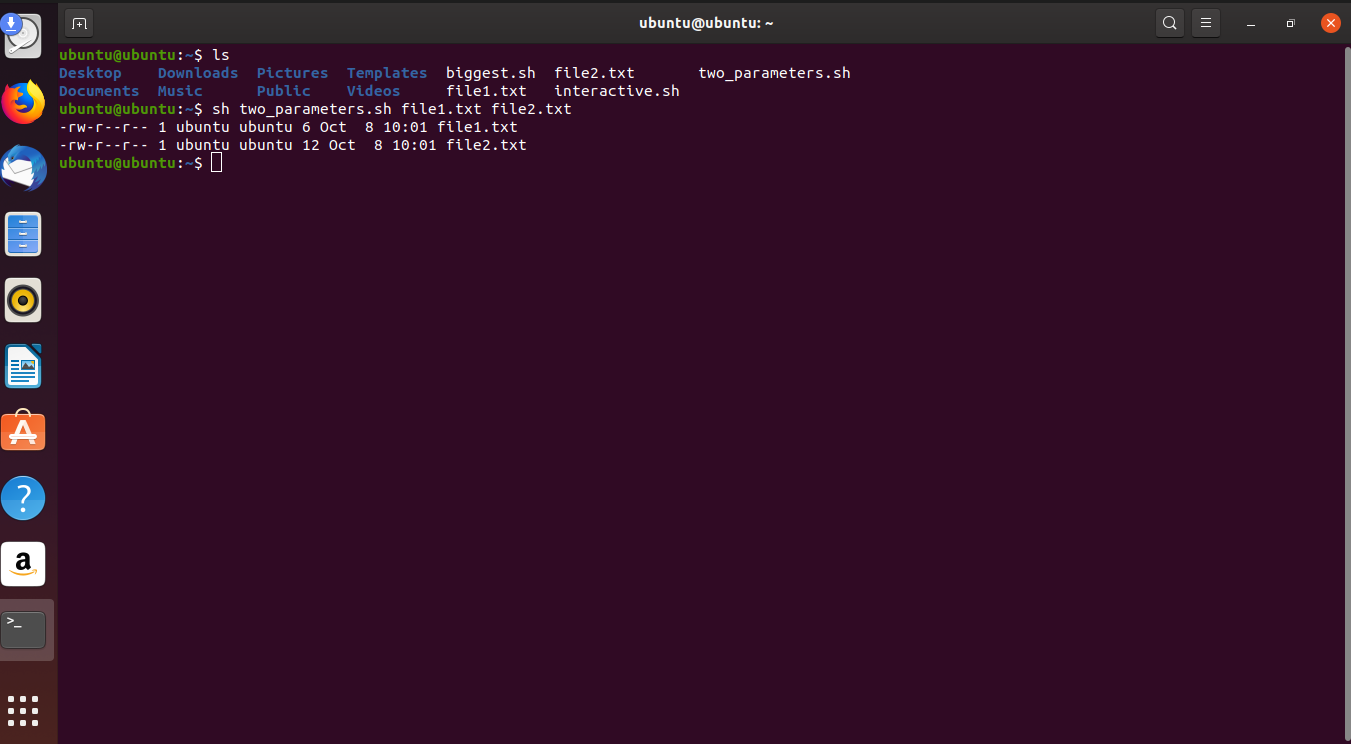 ubuntu@ubuntu: ~
ubuntu@ubuntu:~$ ls
Desktop    Downloads  Pictures  Templates  biggest.sh  file2.txt       two_parameters.sh
Documents  Music      Public    Videos     file1.txt   interactive.sh
ubuntu@ubuntu:~$ sh two_parameters.sh file1.txt file2.txt
-rw-r--r-- 1 ubuntu ubuntu 6 Oct  8 10:01 file1.txt
-rw-r--r-- 1 ubuntu ubuntu 12 Oct  8 10:01 file2.txt
ubuntu@ubuntu:~$
?
a
>_